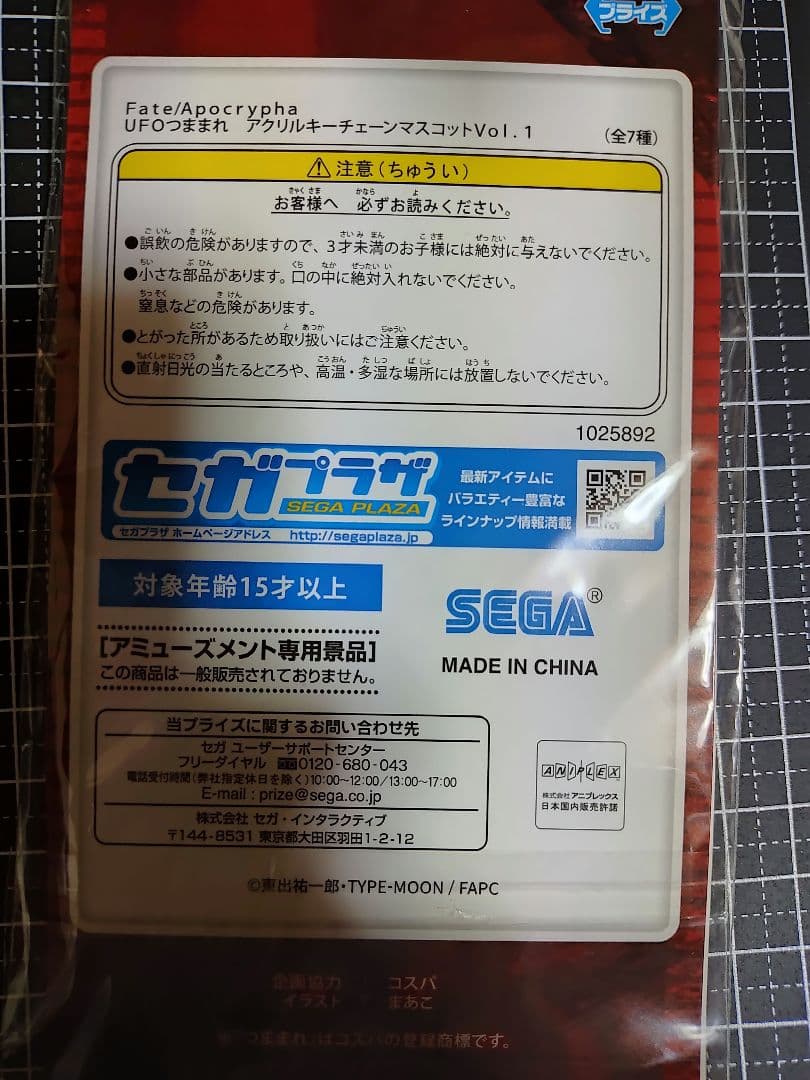 プライズ
Fate/Apocrypha
UFOつままれ アクリルキーチェーンマスコットVol.1 (全7種)
⚠注意(ちゅうい)
お客様へ 必ずお読みください。
●誤飲の危険がありますので、3才未満のお子様には絶対に与えないでください。
●小さな部品があります。口の中に絶対入れないでください。
窒息などの危険があります。
●とがった所があるため取り扱いにはご注意ください。
●直射日光の当たるところや、高温・多湿な場所には放置しないでください。
1025892
セガプラザ
SEGA PLAZA
セガプラザ ホームページアドレス http://segaplaza.jp
最新アイテムに
バラエティー豊富な
ラインナップ情報満載
対象年齢15才以上
SEGA®
[アミューズメント専用景品]
この商品は一般販売されておりません。
MADE IN CHINA
当プライズに関するお問い合わせ先
セガ ユーザーサポートセンター
フリーダイヤル 0120-680-043
電話受付時間(弊社指定休日を除く)10:00~12:00/13:00~17:00
E-mail : prize@sega.co.jp
株式会社 セガ・インタラクティブ
〒144-8531 東京都大田区羽田1-2-12
ANIPLEX
株式会社 アニプレックス
日本国内販売許諾
©東出祐一郎・TYPE-MOON / FAPC
企画協力 コスパ
イラスト まあこ
「つままれ」はコスパの登録商標です。